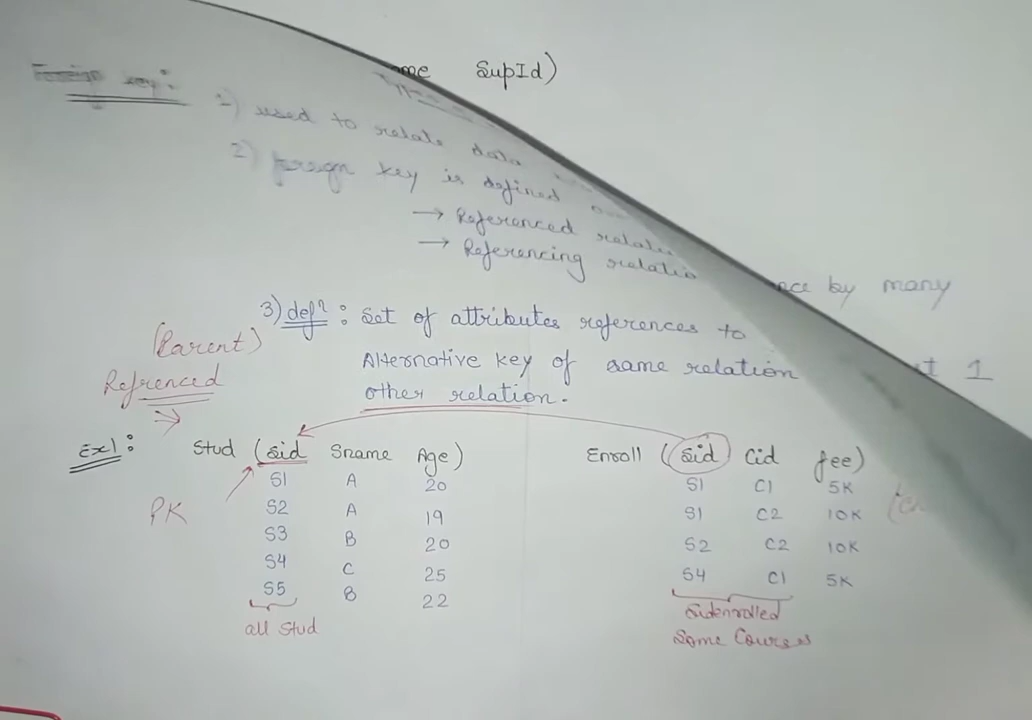 me SupId)
Foreign key:
1) used to relate data
2) foreign key is defined
→ Referenced
→ Referencing relatio
by many
3) defⁿ: Set of attributes references to
Alternative key of same relation 1
other relation.
(Parent)
Refrenced
Ex1: Stud (Sid Sname Age) Enroll (Sid Cid fee)
PK
S1 A 20 S1 C1 5K
S2 A 19 S1 C2 10K
S3 B 20 S2 C2 10K
S4 C 25 S4 C1 5K
S5 B 22
all Stud Sid enrolled
Some Courses